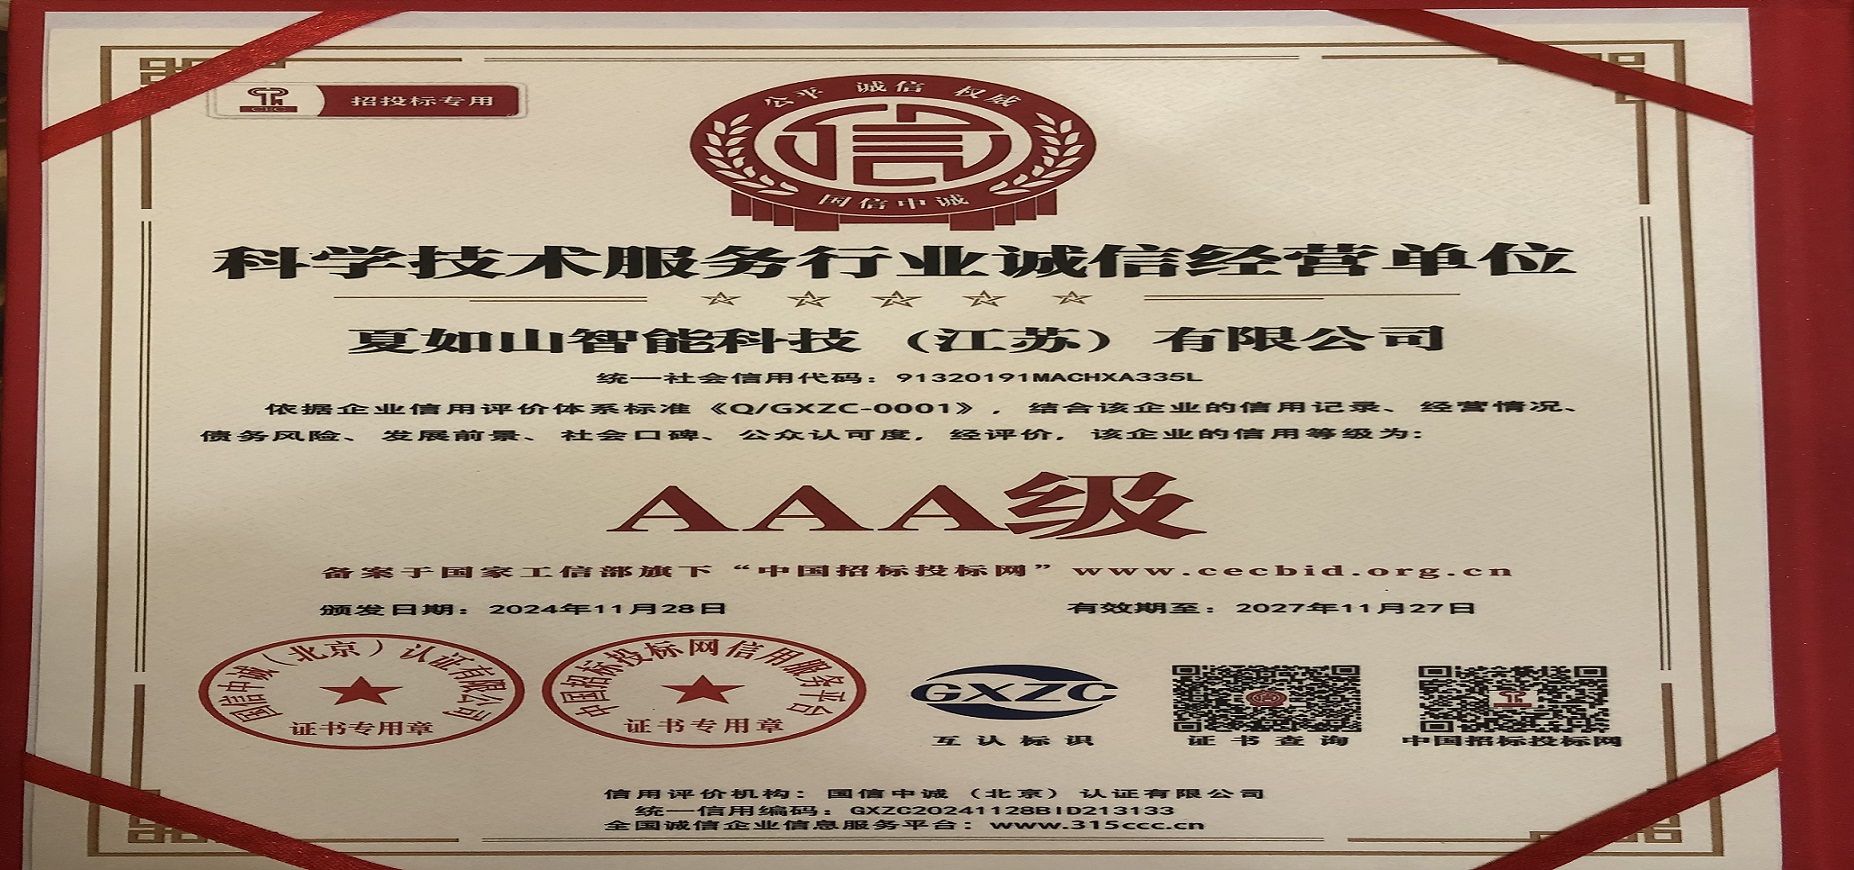 CEC 招投标专用
公平 诚信 权威
信
国信中诚
科学技术服务行业诚信经营单位
夏如山智能科技（江苏）有限公司
统一社会信用代码：91320191MACHXA335L
依据企业信用评价体系标准《Q/GXZC-0001》，结合该企业的信用记录、经营情况、
债务风险、发展前景、社会口碑、公众认可度，经评价，该企业的信用等级为：
AAA级
备案于国家工信部旗下“中国招标投标网”www.cecbid.org.cn
颁发日期：2024年11月28日 有效期至：2027年11月27日
国信中诚（北京）认证有限公司
证书专用章
中国招标投标网信用服务平台
证书专用章
GXZC
互认标识 证书查询 中国招标投标网
信用评价机构：国信中诚（北京）认证有限公司
统一信用编码：GXZC20241128BID213133
全国诚信企业信息服务平台：www.315ccc.cn